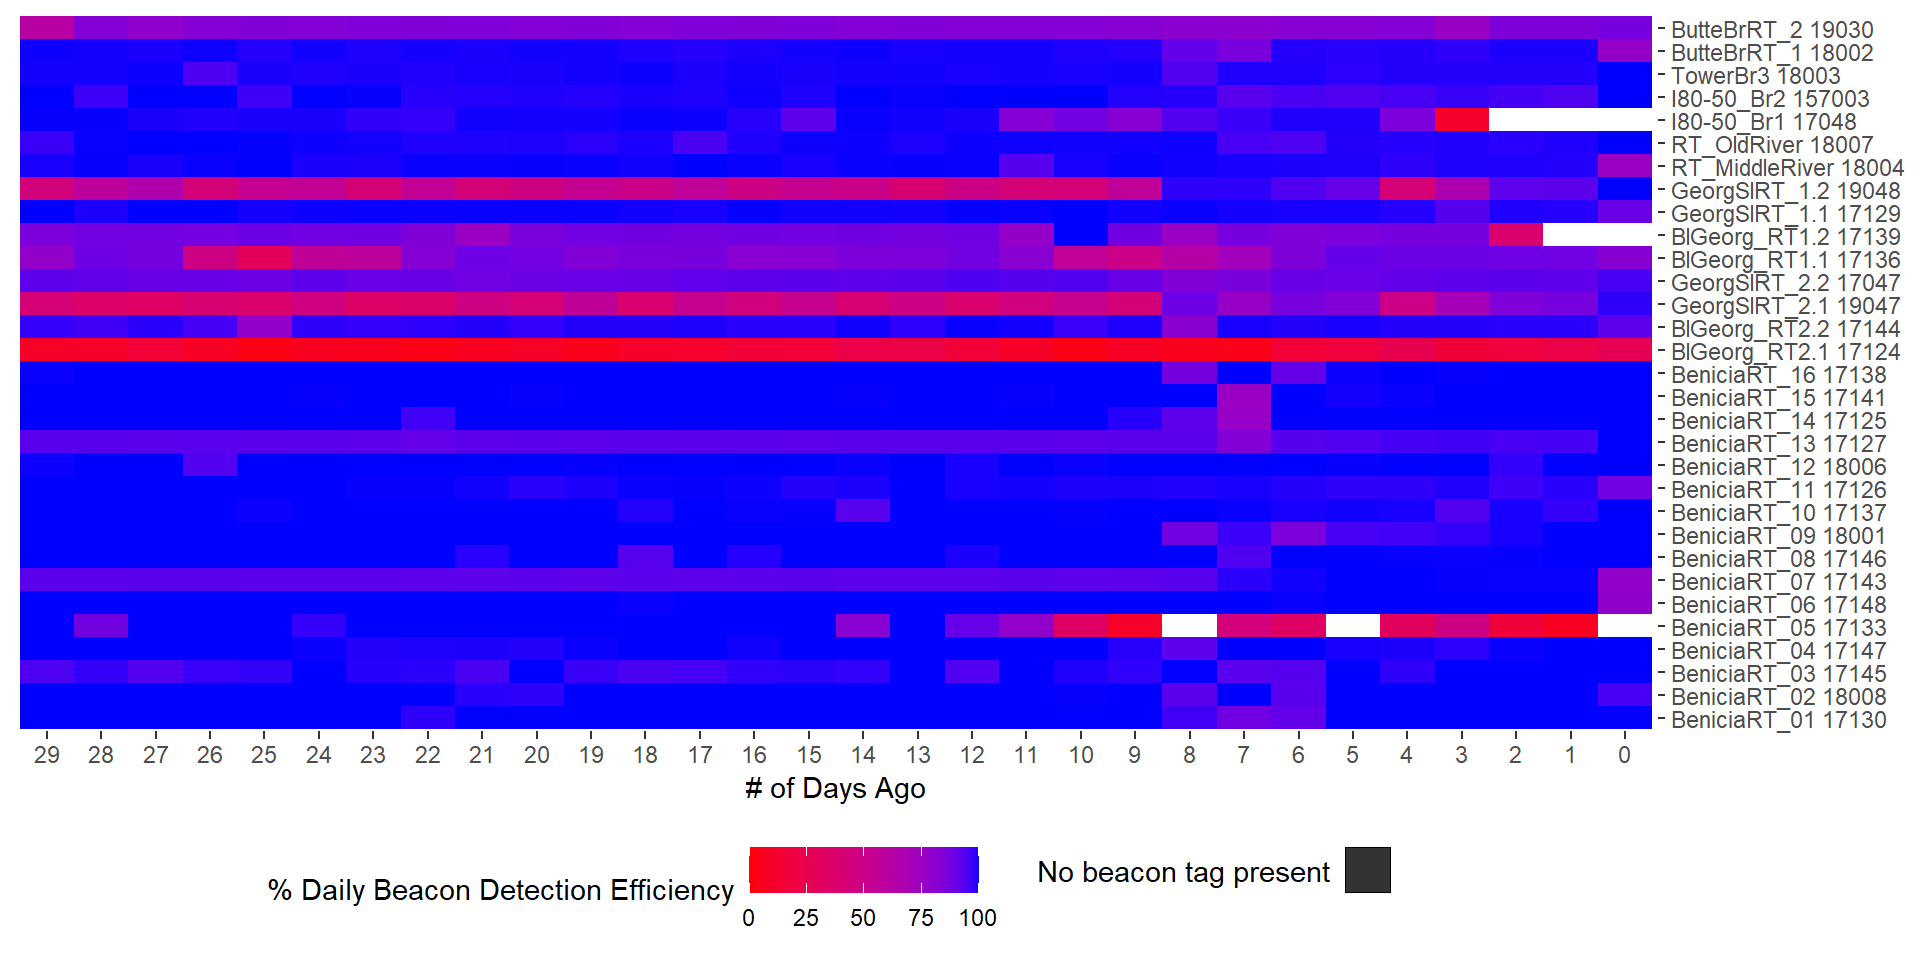 ButteBrRT_2 19030
ButteBrRT_1 18002
TowerBr3 18003
I80-50_Br2 157003
I80-50_Br1 17048
RT_OldRiver 18007
RT_MiddleRiver 18004
GeorgSlRT_1.2 19048
GeorgSlRT_1.1 17129
BlGeorg_RT1.2 17139
BlGeorg_RT1.1 17136
GeorgSlRT_2.2 17047
GeorgSlRT_2.1 19047
BlGeorg_RT2.2 17144
BlGeorg_RT2.1 17124
BeniciaRT_16 17138
BeniciaRT_15 17141
BeniciaRT_14 17125
BeniciaRT_13 17127
BeniciaRT_12 18006
BeniciaRT_11 17126
BeniciaRT_10 17137
BeniciaRT_09 18001
BeniciaRT_08 17146
BeniciaRT_07 17143
BeniciaRT_06 17148
BeniciaRT_05 17133
BeniciaRT_04 17147
BeniciaRT_03 17145
BeniciaRT_02 18008
BeniciaRT_01 17130
29 28 27 26 25 24 23 22 21 20 19 18 17 16 15 14 13 12 11 10 9 8 7 6 5 4 3 2 1 0
# of Days Ago
% Daily Beacon Detection Efficiency
0 25 50 75 100
No beacon tag present